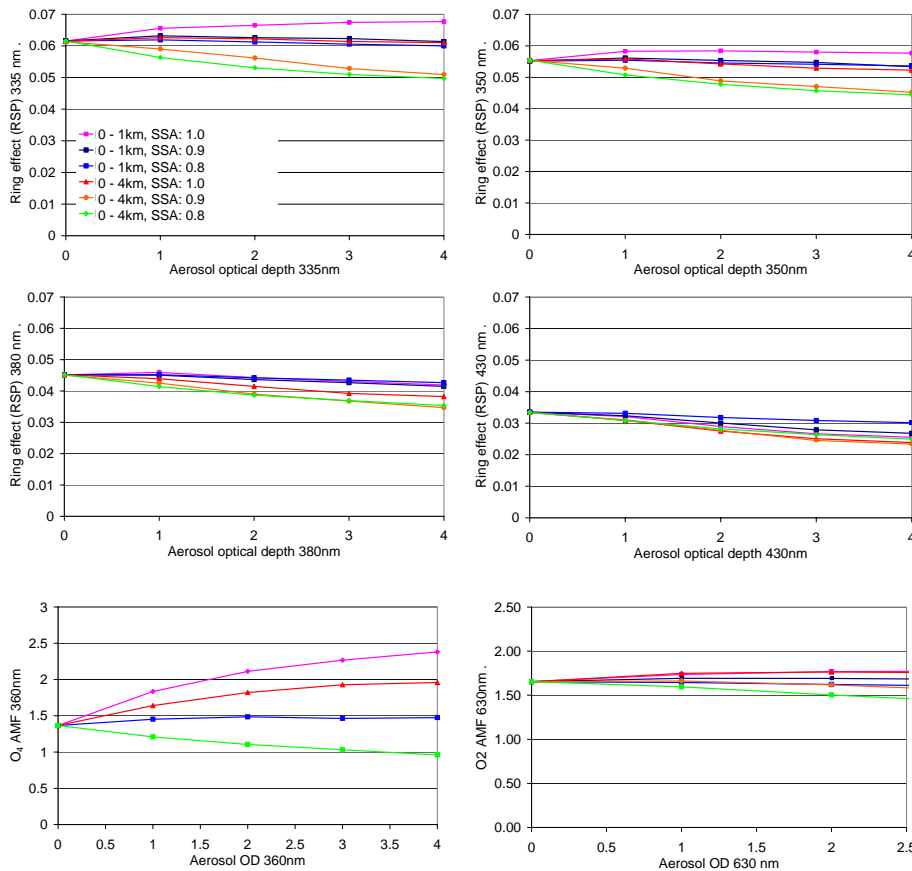 0.07
0.06
0.05
0.04
0.03
0.02
0.01
0
Ring effect (RSP) 335 nm .
0 - 1km, SSA: 1.0
0 - 1km, SSA: 0.9
0 - 1km, SSA: 0.8
0 - 4km, SSA: 1.0
0 - 4km, SSA: 0.9
0 - 4km, SSA: 0.8
0 1 2 3 4
Aerosol optical depth 335nm
0.07
0.06
0.05
0.04
0.03
0.02
0.01
0
Ring effect (RSP) 350 nm .
0 1 2 3 4
Aerosol optical depth 350nm
0.07
0.06
0.05
0.04
0.03
0.02
0.01
0
Ring effect (RSP) 380 nm .
0 1 2 3 4
Aerosol optical depth 380nm
0.07
0.06
0.05
0.04
0.03
0.02
0.01
0
Ring effect (RSP) 430 nm .
0 1 2 3 4
Aerosol optical depth 430nm
3
2.5
2
1.5
1
0.5
0
O4 AMF 360nm
0 0.5 1 1.5 2 2.5 3 3.5 4
Aerosol OD 360nm
2.50
2.00
1.50
1.00
0.50
0.00
O2 AMF 630nm .
0 0.5 1 1.5 2 2.5
Aerosol OD 630 nm